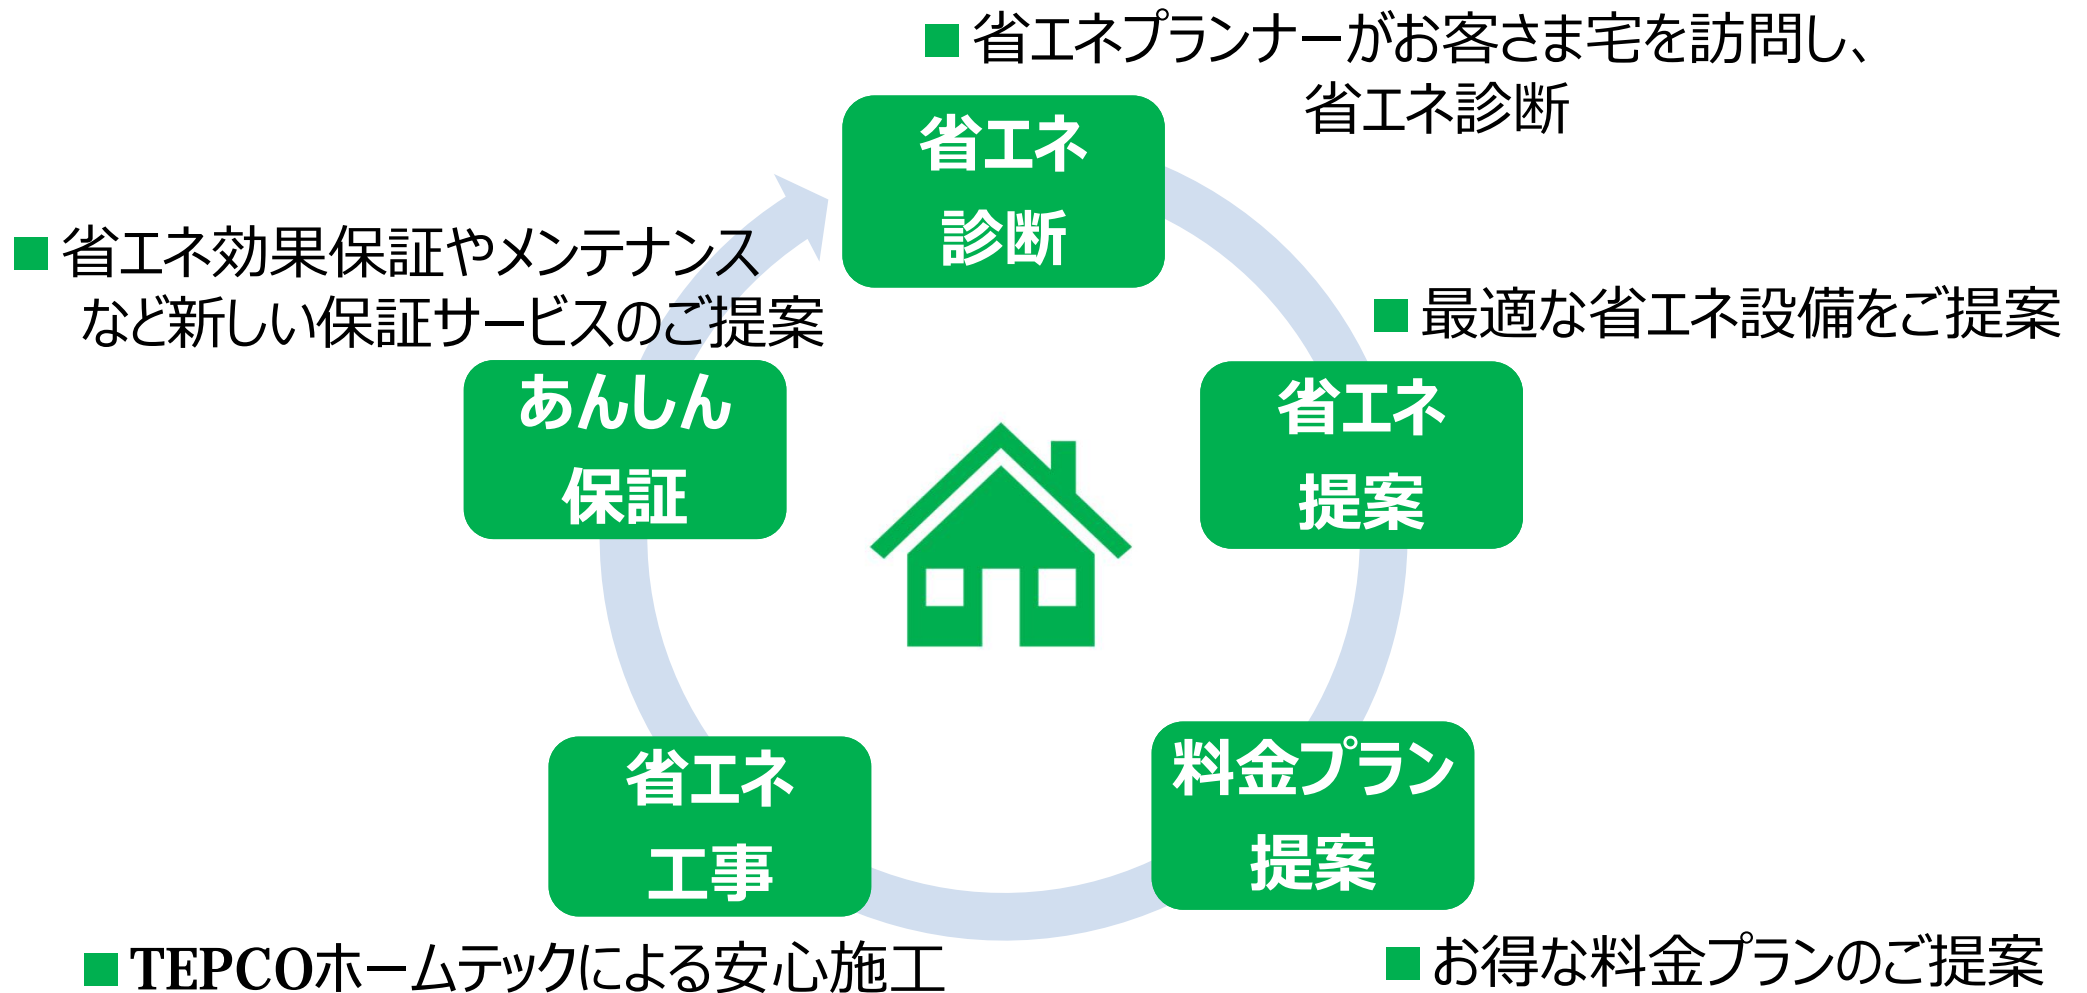 ■省エネプランナーがお客さま宅を訪問し、
省エネ診断
省エネ
診断
■最適な省エネ設備をご提案
省エネ
提案
料金プラン
提案
■お得な料金プランのご提案
省エネ
工事
■TEPCOホームテックによる安心施工
■省エネ効果保証やメンテナンス
など新しい保証サービスのご提案
あんしん
保証